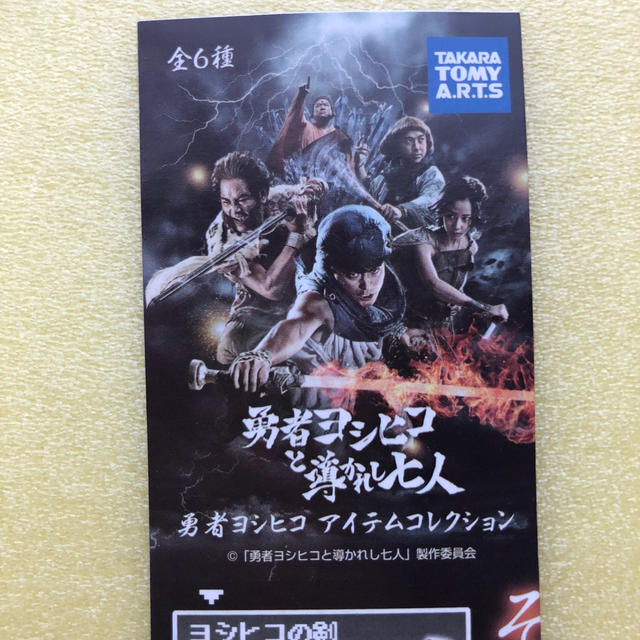 全6種
TAKARA
TOMY
A.R.T.S
勇者ヨシヒコ
と導かれし七人
勇者ヨシヒコ アイテムコレクション
©「勇者ヨシヒコと導かれし七人」製作委員会
ヨシヒコの剣
そ